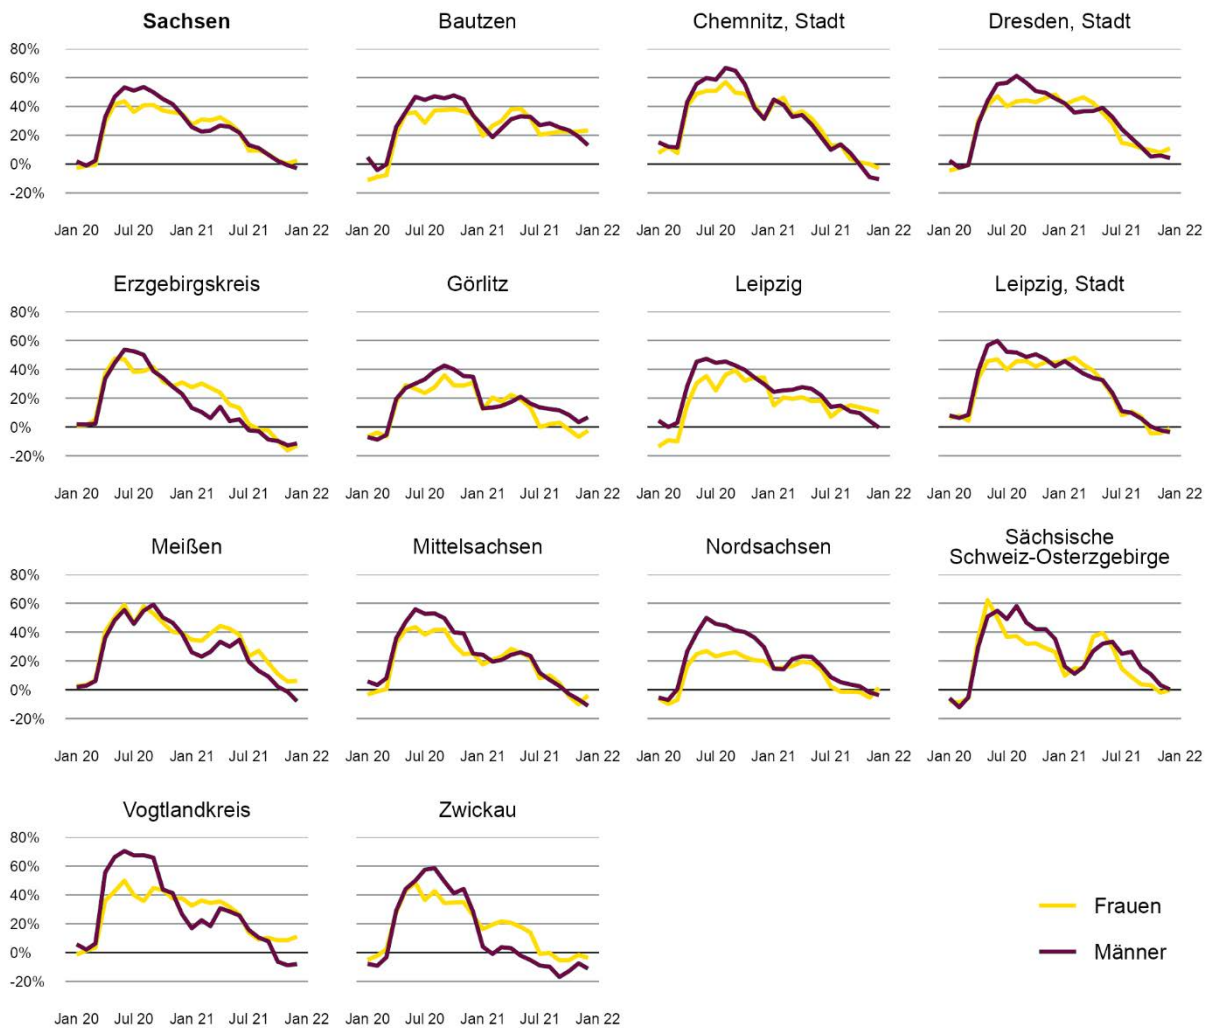 Sachsen
Bautzen
Chemnitz, Stadt
Dresden, Stadt
80%
60%
40%
20%
0%
-20%
Jan 20 Jul 20 Jan 21 Jul 21 Jan 22
Jan 20 Jul 20 Jan 21 Jul 21 Jan 22
Jan 20 Jul 20 Jan 21 Jul 21 Jan 22
Jan 20 Jul 20 Jan 21 Jul 21 Jan 22
Erzgebirgskreis
Görlitz
Leipzig
Leipzig, Stadt
80%
60%
40%
20%
0%
-20%
Jan 20 Jul 20 Jan 21 Jul 21 Jan 22
Jan 20 Jul 20 Jan 21 Jul 21 Jan 22
Jan 20 Jul 20 Jan 21 Jul 21 Jan 22
Jan 20 Jul 20 Jan 21 Jul 21 Jan 22
Meißen
Mittelsachsen
Nordsachsen
Sächsische
Schweiz-Osterzgebirge
80%
60%
40%
20%
0%
-20%
Jan 20 Jul 20 Jan 21 Jul 21 Jan 22
Jan 20 Jul 20 Jan 21 Jul 21 Jan 22
Jan 20 Jul 20 Jan 21 Jul 21 Jan 22
Jan 20 Jul 20 Jan 21 Jul 21 Jan 22
Vogtlandkreis
Zwickau
80%
60%
40%
20%
0%
-20%
Jan 20 Jul 20 Jan 21 Jul 21 Jan 22
Jan 20 Jul 20 Jan 21 Jul 21 Jan 22
Frauen
Männer